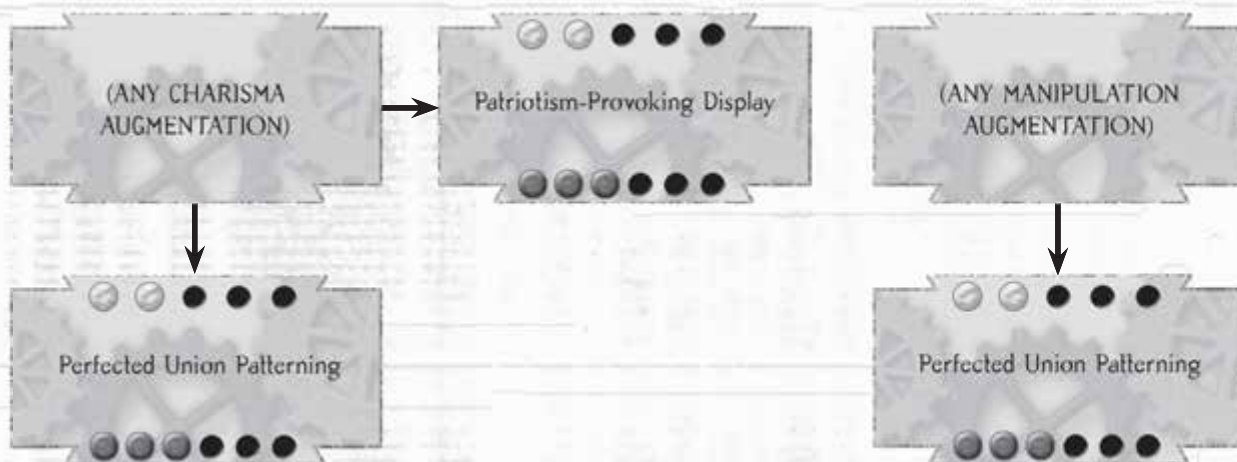 (ANY CHARISMA
AUGMENTATION)
Patriotism-Provoking Display
(ANY MANIPULATION
AUGMENTATION)
Perfected Union Patterning
Perfected Union Patterning